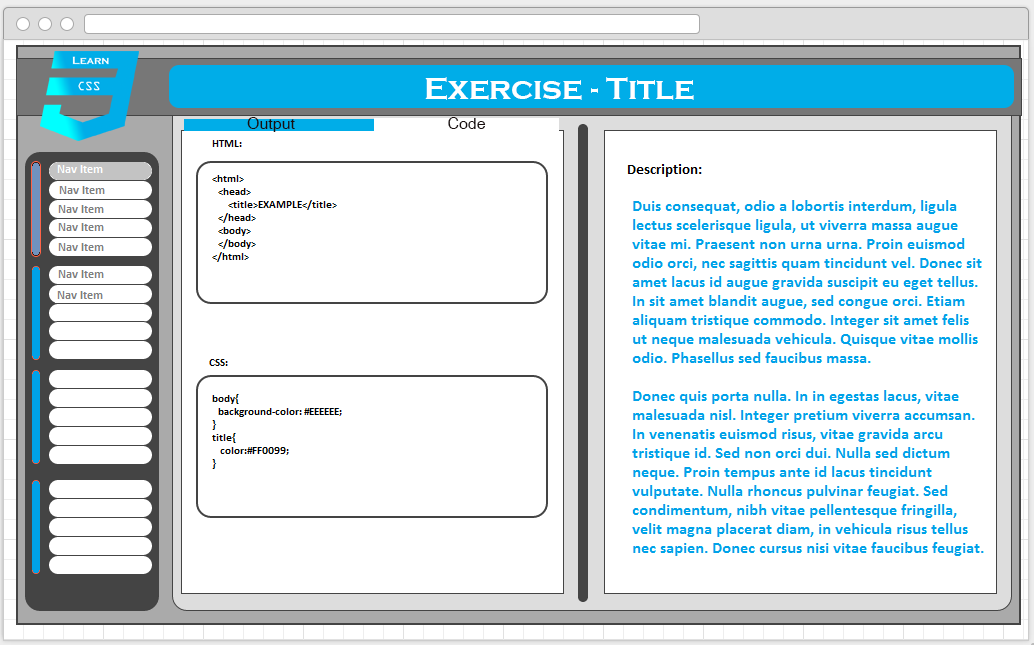 Learn
CSS
Exercise - Title
Nav Item
Nav Item
Nav Item
Nav Item
Nav Item
Nav Item
Nav Item
Output
Code
HTML:
<html>
<head>
<title>EXAMPLE</title>
</head>
<body>
</body>
</html>
CSS:
body{
background-color: #EEEEEE;
}
title{
color:#FF0099;
}
Description:
Duis consequat, odio a lobortis interdum, ligula
lectus scelerisque ligula, ut viverra massa augue
vitae mi. Praesent non urna urna. Proin euismod
odio orci, nec sagittis quam tincidunt vel. Donec sit
amet lacus id augue gravida suscipit eu eget tellus.
In sit amet blandit augue, sed congue orci. Etiam
aliquam tristique commodo. Integer sit amet felis
ut neque malesuada vehicula. Quisque vitae mollis
odio. Phasellus sed faucibus massa.
Donec quis porta nulla. In in egestas lacus, vitae
malesuada nisl. Integer pretium viverra accumsan.
In venenatis euismod risus, vitae gravida arcu
tristique id. Sed non orci dui. Nulla sed dictum
neque. Proin tempus ante id lacus tincidunt
vulputate. Nulla rhoncus pulvinar feugiat. Sed
condimentum, nibh vitae pellentesque fringilla,
velit magna placerat diam, in vehicula risus tellus
nec sapien. Donec cursus nisi vitae faucibus feugiat.